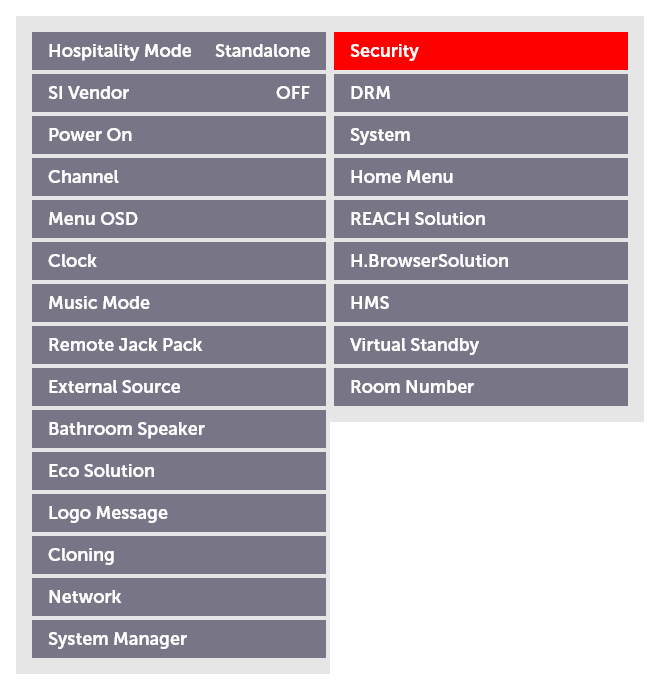 Hospitality Mode Standalone
SI Vendor OFF
Power On
Channel
Menu OSD
Clock
Music Mode
Remote Jack Pack
External Source
Bathroom Speaker
Eco Solution
Logo Message
Cloning
Network
System Manager
Security
DRM
System
Home Menu
REACH Solution
H.BrowserSolution
HMS
Virtual Standby
Room Number